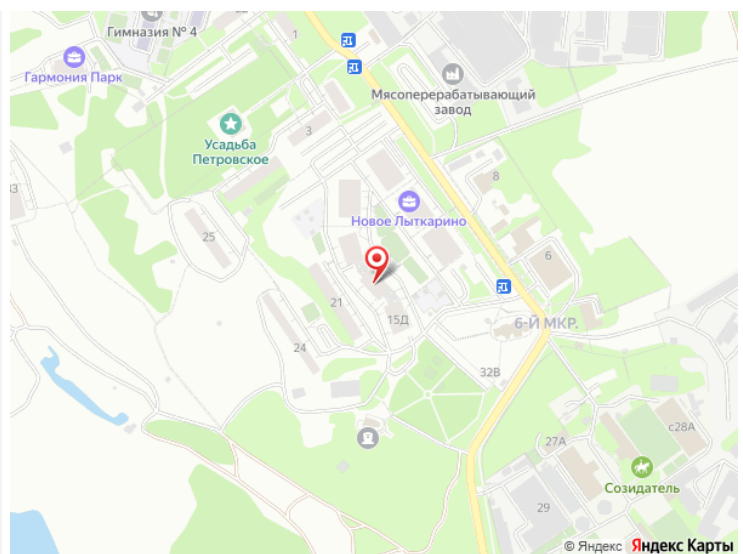 Гимназия № 4
1
Гармония Парк
Мясоперерабатывающий
завод
3
Усадьба
Петровское
8
33
Новое Лыткарино
25
6
21
15Д
6-Й МКР.
24
32В
с28А
27А
Созидатель
29
© Яндекс Яндекс Карты